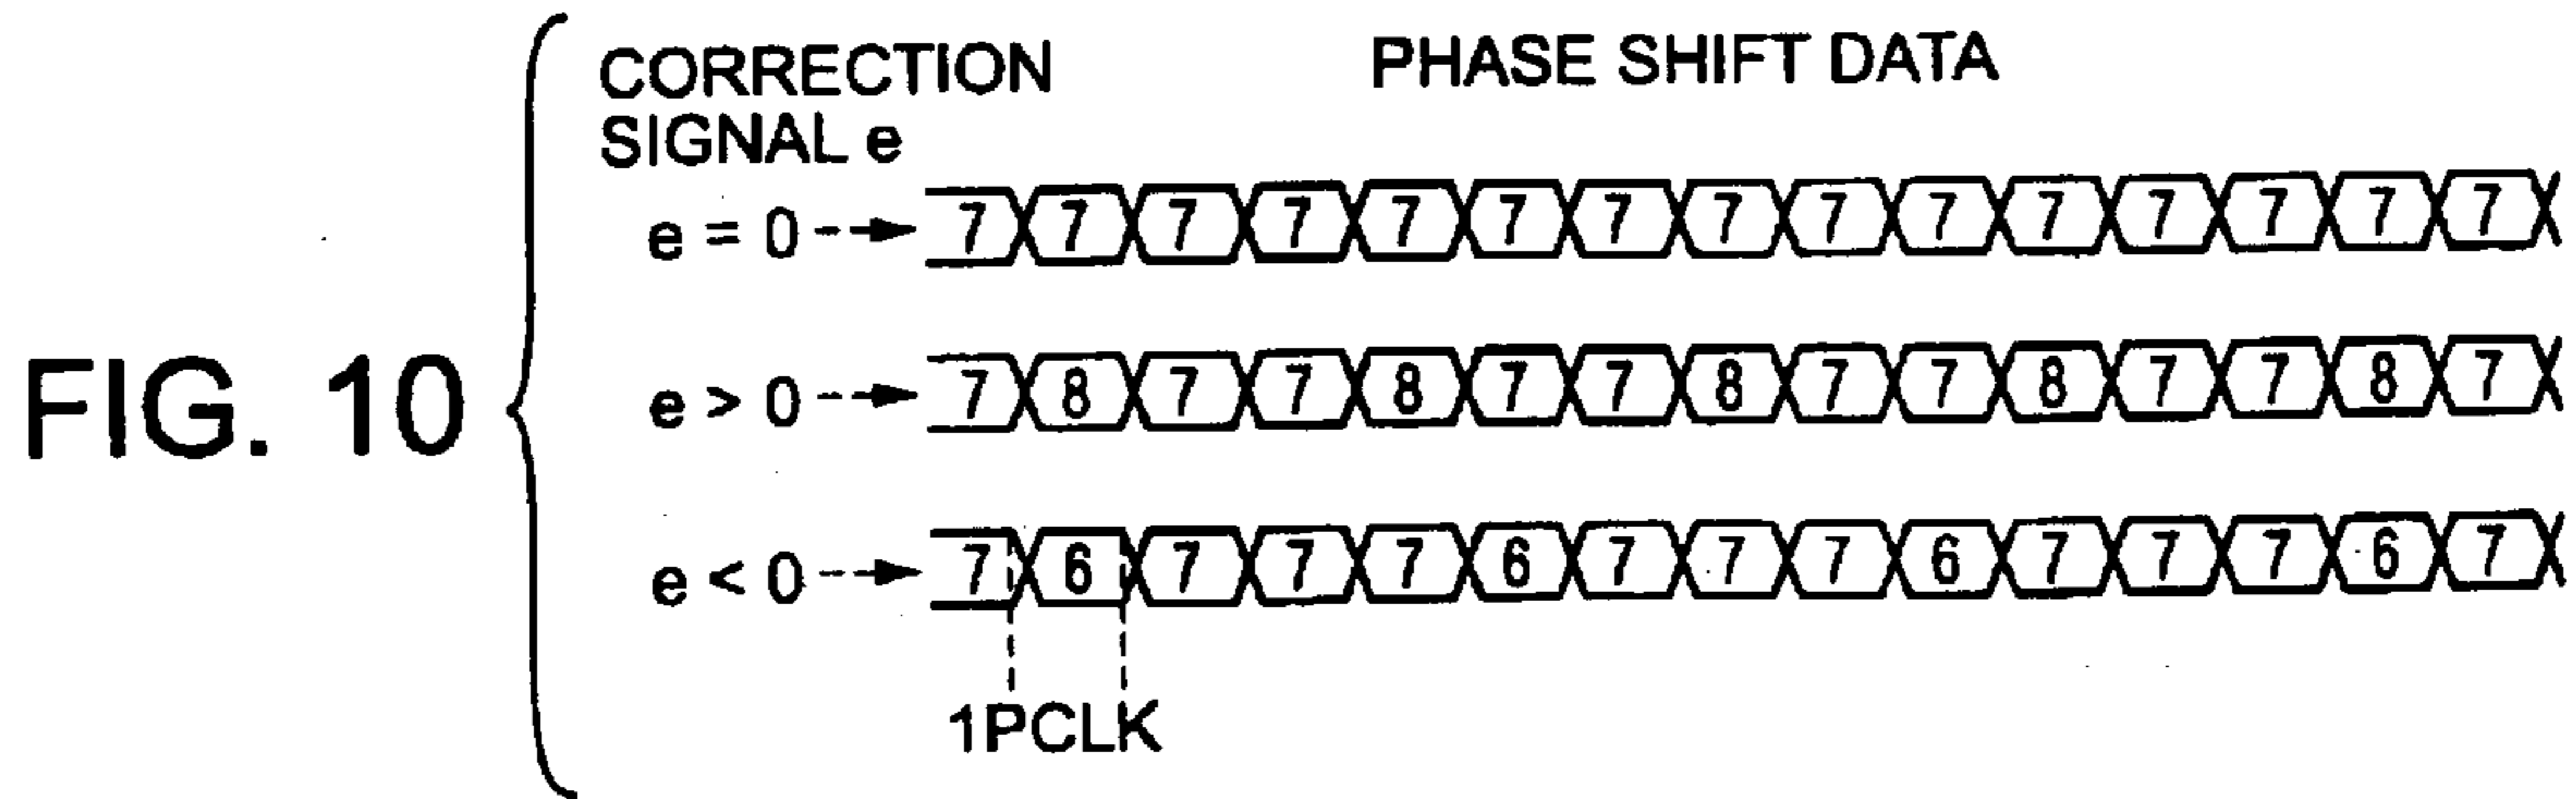 FIG. 10
CORRECTION
SIGNAL e
PHASE SHIFT DATA
e = 0 7 7 7 7 7 7 7 7 7 7 7 7 7 7 7
e > 0 7 8 7 7 8 7 7 8 7 7 8 7 7 8 7
e < 0 7 6 7 7 7 6 7 7 7 6 7 7 7 6 7
1PCLK